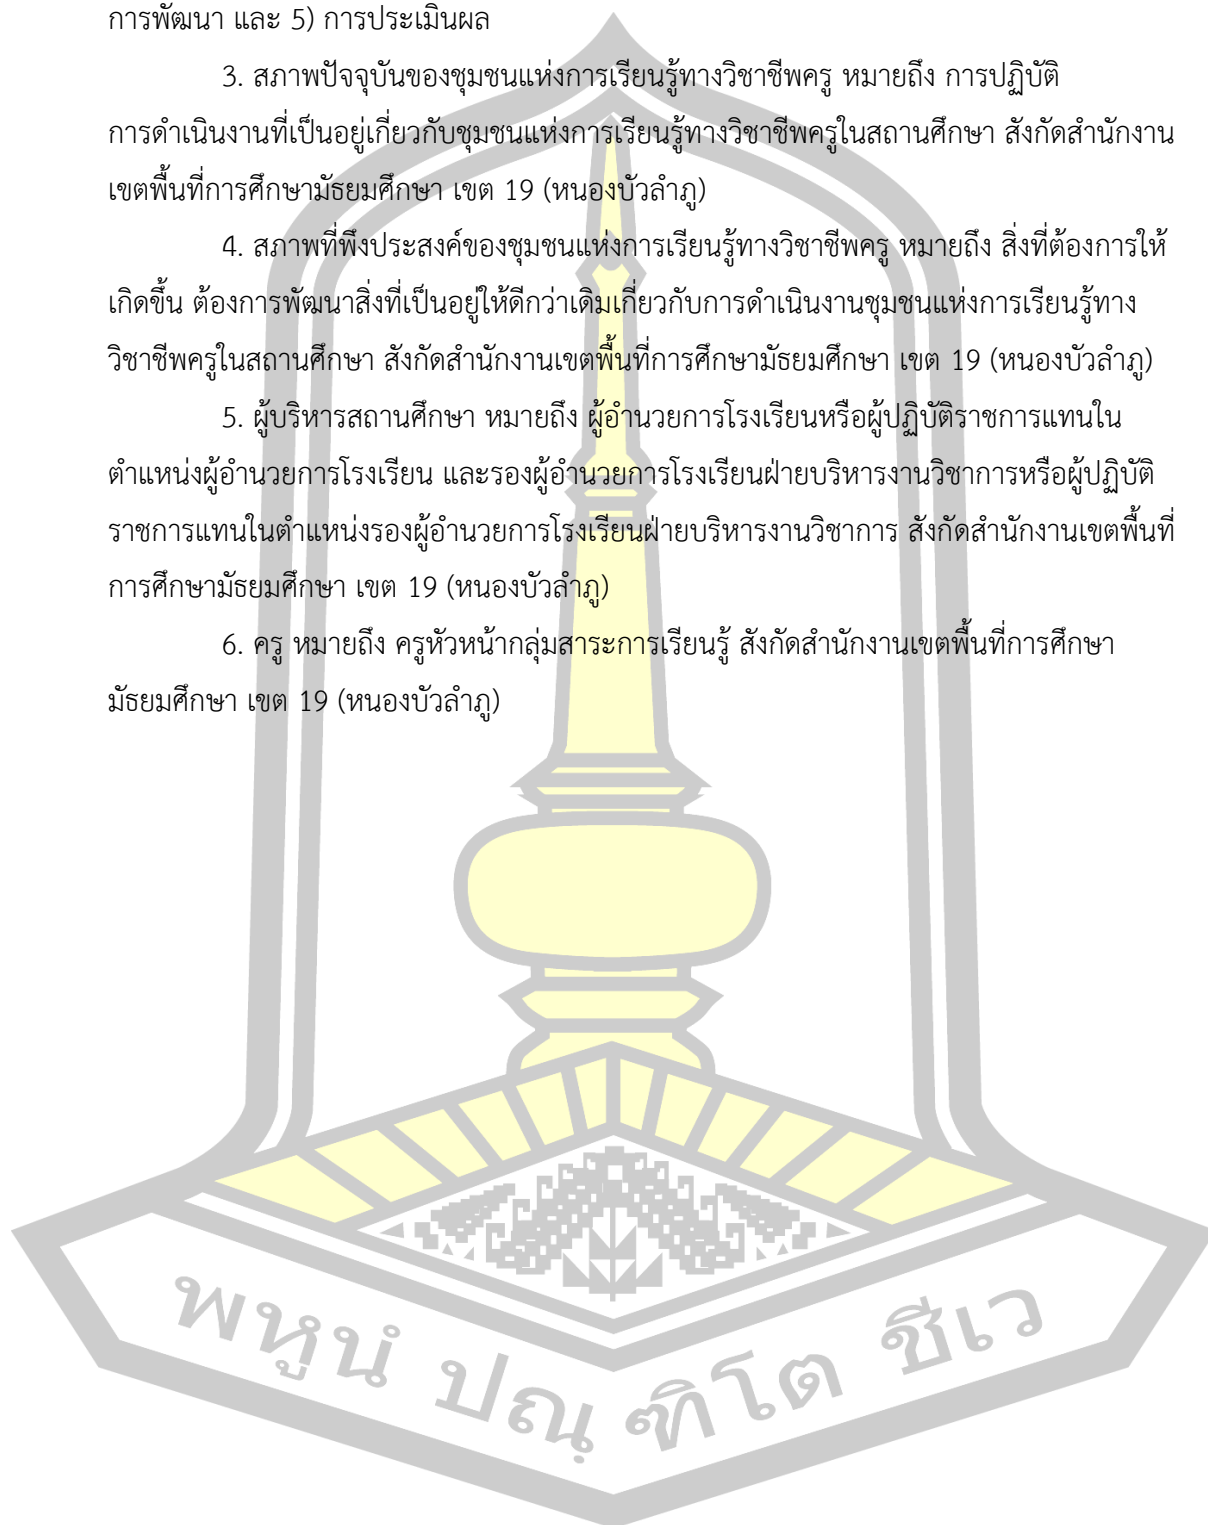 การพัฒนา และ 5) การประเมินผล
3. สภาพปัจจุบันของชุมชนแห่งการเรียนรู้ทางวิชาชีพครู หมายถึง การปฏิบัติ
การดำเนินงานที่เป็นอยู่เกี่ยวกับชุมชนแห่งการเรียนรู้ทางวิชาชีพครูในสถานศึกษา สังกัดสำนักงาน
เขตพื้นที่การศึกษามัธยมศึกษา เขต 19 (หนองบัวลำภู)
4. สภาพที่พึงประสงค์ของชุมชนแห่งการเรียนรู้ทางวิชาชีพครู หมายถึง สิ่งที่ต้องการให้
เกิดขึ้น ต้องการพัฒนาสิ่งที่เป็นอยู่ให้ดีกว่าเดิมเกี่ยวกับการดำเนินงานชุมชนแห่งการเรียนรู้ทาง
วิชาชีพครูในสถานศึกษา สังกัดสำนักงานเขตพื้นที่การศึกษามัธยมศึกษา เขต 19 (หนองบัวลำภู)
5. ผู้บริหารสถานศึกษา หมายถึง ผู้อำนวยการโรงเรียนหรือผู้ปฏิบัติราชการแทนใน
ตำแหน่งผู้อำนวยการโรงเรียน และรองผู้อำนวยการโรงเรียนฝ่ายบริหารงานวิชาการหรือผู้ปฏิบัติ
ราชการแทนในตำแหน่งรองผู้อำนวยการโรงเรียนฝ่ายบริหารงานวิชาการ สังกัดสำนักงานเขตพื้นที่
การศึกษามัธยมศึกษา เขต 19 (หนองบัวลำภู)
6. ครู หมายถึง ครูหัวหน้ากลุ่มสาระการเรียนรู้ สังกัดสำนักงานเขตพื้นที่การศึกษา
มัธยมศึกษา เขต 19 (หนองบัวลำภู)
พหูนํ ปณฺ ฑิโต ชีเว